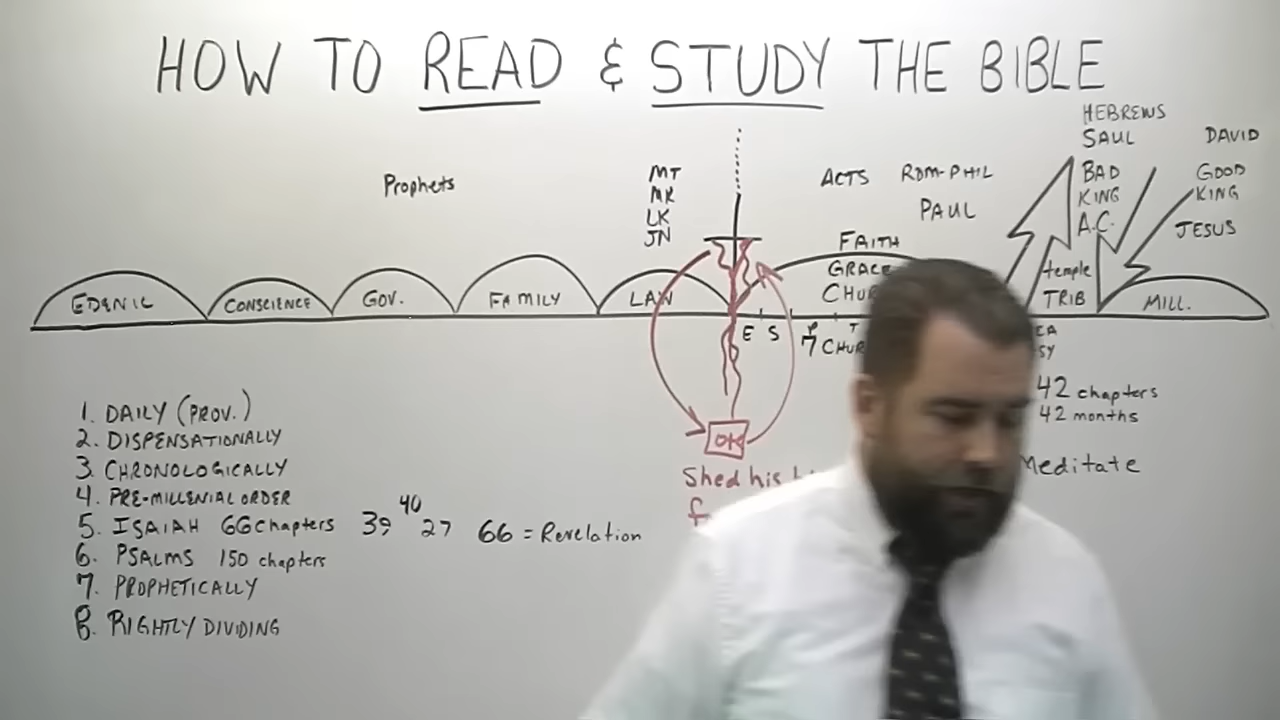 HOW TO READ & STUDY THE BIBLE
HEBREWS
SAUL
DAVID
Prophets
MT
MK
LK
JN
ACTS
ROM-PHIL
PAUL
BAD
KING
A.C.
GOOD
KING
JESUS
EDENIC
CONSCIENCE
GOV.
FAMILY
LAW
FAITH
GRACE
temple
TRIB
MILL.
E S P T
7
1. DAILY (PROV.)
2. DISPENSATIONALLY
3. CHRONOLOGICALLY
4. PRE-MILLENIAL ORDER
5. ISAIAH 66 chapters 39 40 27 66 = Revelation
6. PSALMS 150 chapters
7. PROPHETICALLY
8. RIGHTLY DIVIDING
OK
Shed his
42 chapters
42 months
Meditate